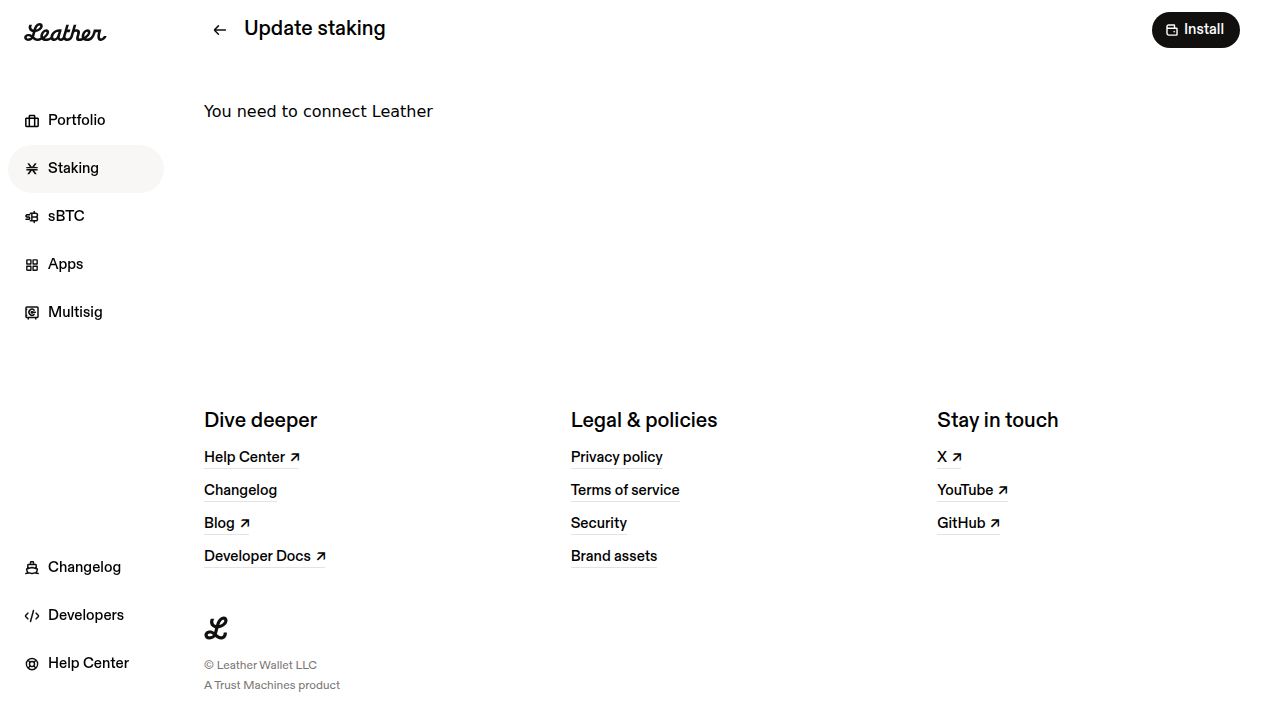 Leather
Update staking
Install
Portfolio
Staking
sBTC
Apps
Multisig
You need to connect Leather
Dive deeper
Help Center
Changelog
Blog
Developer Docs
Legal & policies
Privacy policy
Terms of service
Security
Brand assets
Stay in touch
X
YouTube
GitHub
Changelog
Developers
Help Center
L
© Leather Wallet LLC
A Trust Machines product